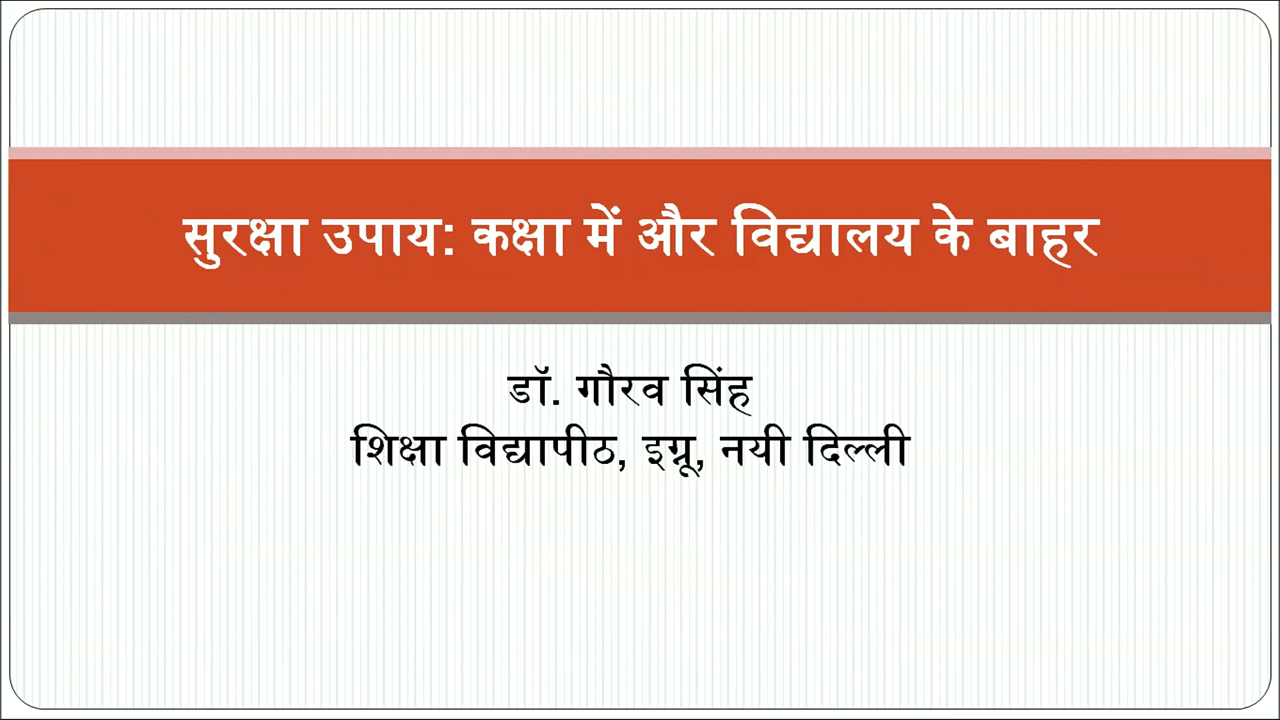 सुरक्षा उपाय: कक्षा में और विद्यालय के बाहर
डॉ. गौरव सिंह
शिक्षा विद्यापीठ, इग्नू, नयी दिल्ली